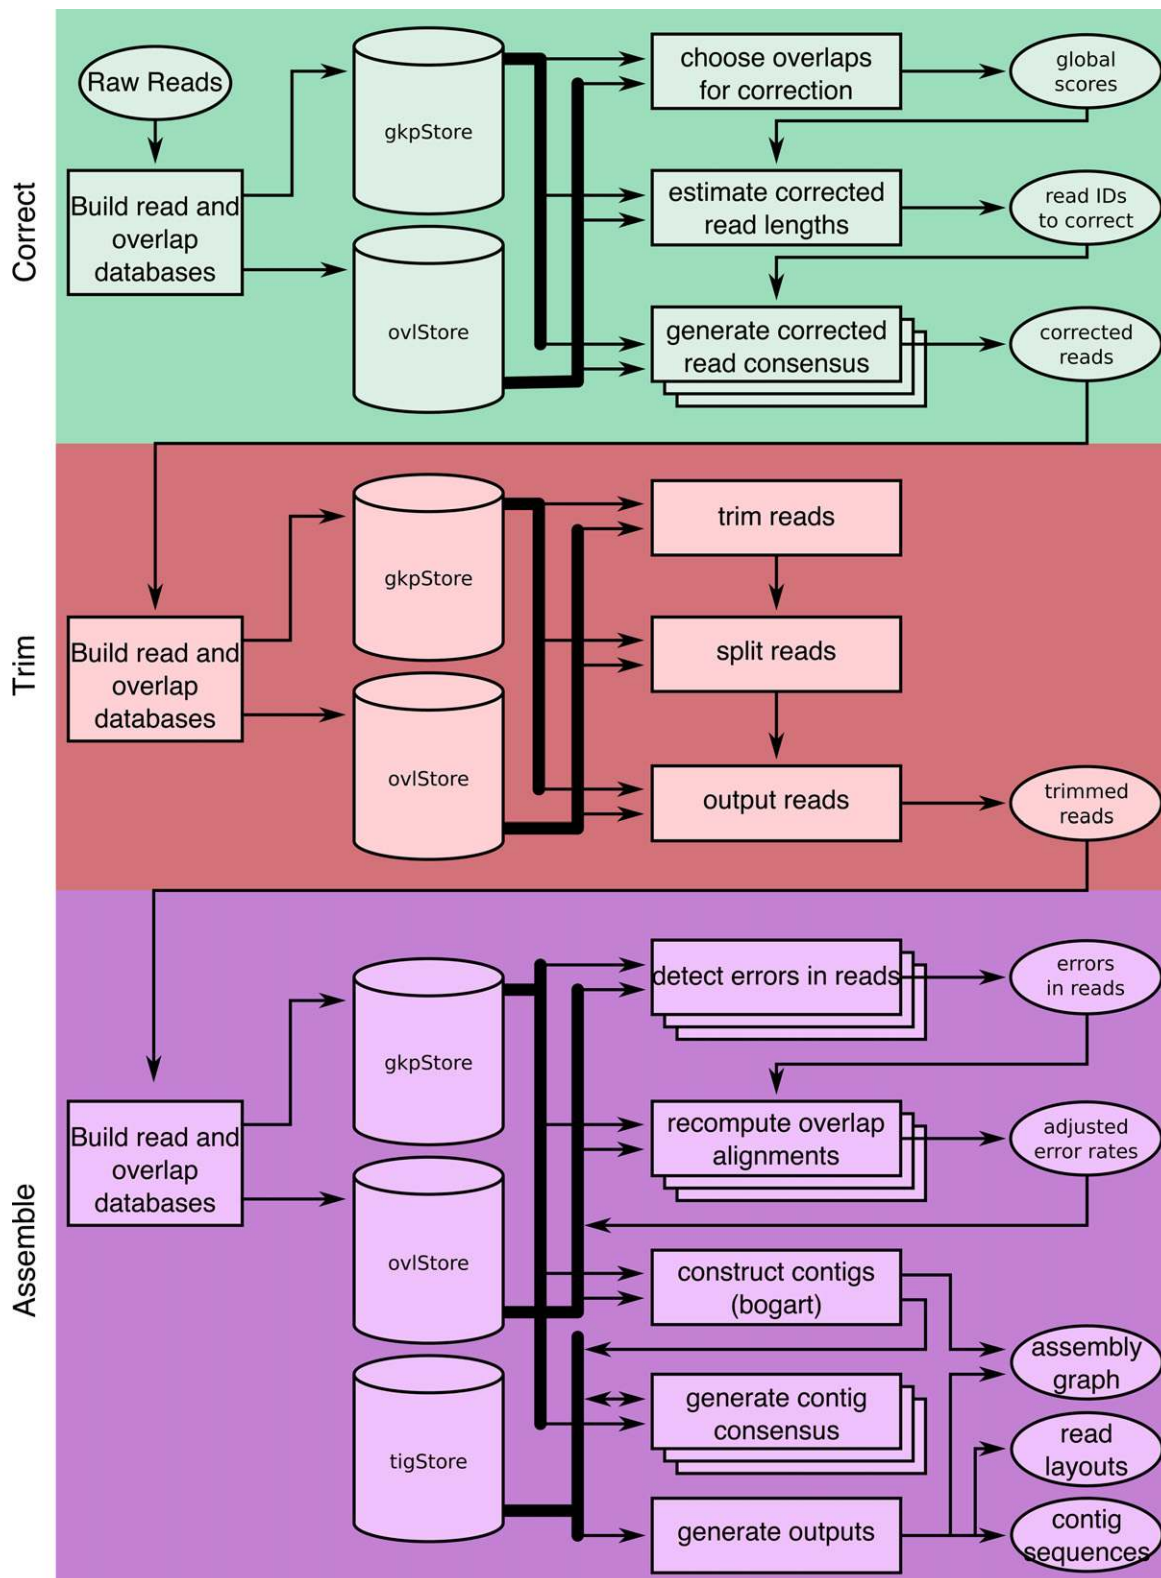 Correct
Raw Reads
Build read and
overlap
databases
gkpStore
ovlStore
choose overlaps
for correction
global
scores
estimate corrected
read lengths
read IDs
to correct
generate corrected
read consensus
corrected
reads
Trim
Build read and
overlap
databases
gkpStore
ovlStore
trim reads
split reads
output reads
trimmed
reads
Assemble
Build read and
overlap
databases
gkpStore
ovlStore
tigStore
detect errors in reads
errors
in reads
recompute overlap
alignments
adjusted
error rates
construct contigs
(bogart)
assembly
graph
generate contig
consensus
read
layouts
generate outputs
contig
sequences